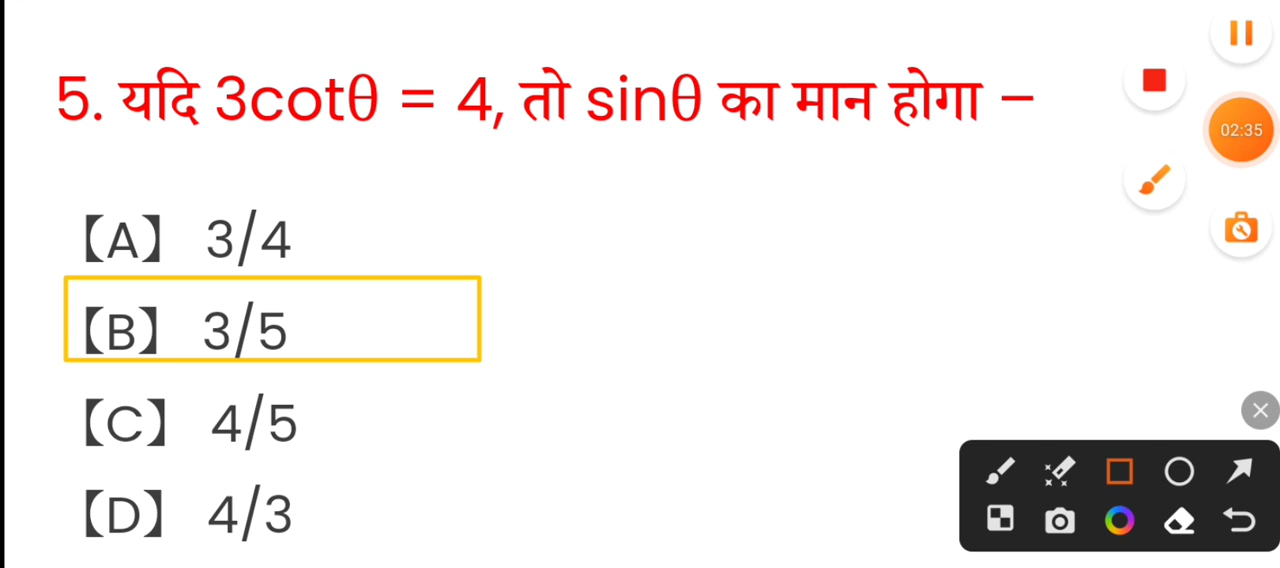 5. यदि 3cotθ = 4, तो sinθ का मान होगा –
【A】 3/4
【B】 3/5
【C】 4/5
【D】 4/3
02:35